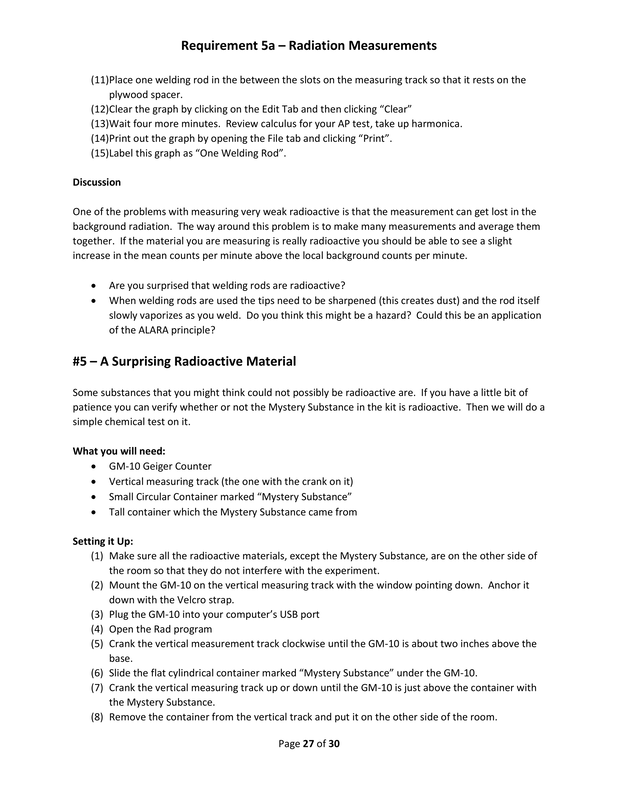 Requirement 5a – Radiation Measurements
(11)Place one welding rod in the between the slots on the measuring track so that it rests on the
plywood spacer.
(12)Clear the graph by clicking on the Edit Tab and then clicking “Clear”
(13)Wait four more minutes.  Review calculus for your AP test, take up harmonica.
(14)Print out the graph by opening the File tab and clicking “Print”.
(15)Label this graph as “One Welding Rod”.
Discussion
One of the problems with measuring very weak radioactive is that the measurement can get lost in the
background radiation.  The way around this problem is to make many measurements and average them
together.  If the material you are measuring is really radioactive you should be able to see a slight
increase in the mean counts per minute above the local background counts per minute.
• Are you surprised that welding rods are radioactive?
• When welding rods are used the tips need to be sharpened (this creates dust) and the rod itself
slowly vaporizes as you weld.  Do you think this might be a hazard?  Could this be an application
of the ALARA principle?
#5 – A Surprising Radioactive Material
Some substances that you might think could not possibly be radioactive are.  If you have a little bit of
patience you can verify whether or not the Mystery Substance in the kit is radioactive.  Then we will do a
simple chemical test on it.
What you will need:
• GM-10 Geiger Counter
• Vertical measuring track (the one with the crank on it)
• Small Circular Container marked “Mystery Substance”
• Tall container which the Mystery Substance came from
Setting it Up:
(1) Make sure all the radioactive materials, except the Mystery Substance, are on the other side of
the room so that they do not interfere with the experiment.
(2) Mount the GM-10 on the vertical measuring track with the window pointing down.  Anchor it
down with the Velcro strap.
(3) Plug the GM-10 into your computer’s USB port
(4) Open the Rad program
(5) Crank the vertical measurement track clockwise until the GM-10 is about two inches above the
base.
(6) Slide the flat cylindrical container marked “Mystery Substance” under the GM-10.
(7) Crank the vertical measuring track up or down until the GM-10 is just above the container with
the Mystery Substance.
(8) Remove the container from the vertical track and put it on the other side of the room.
Page 27 of 30